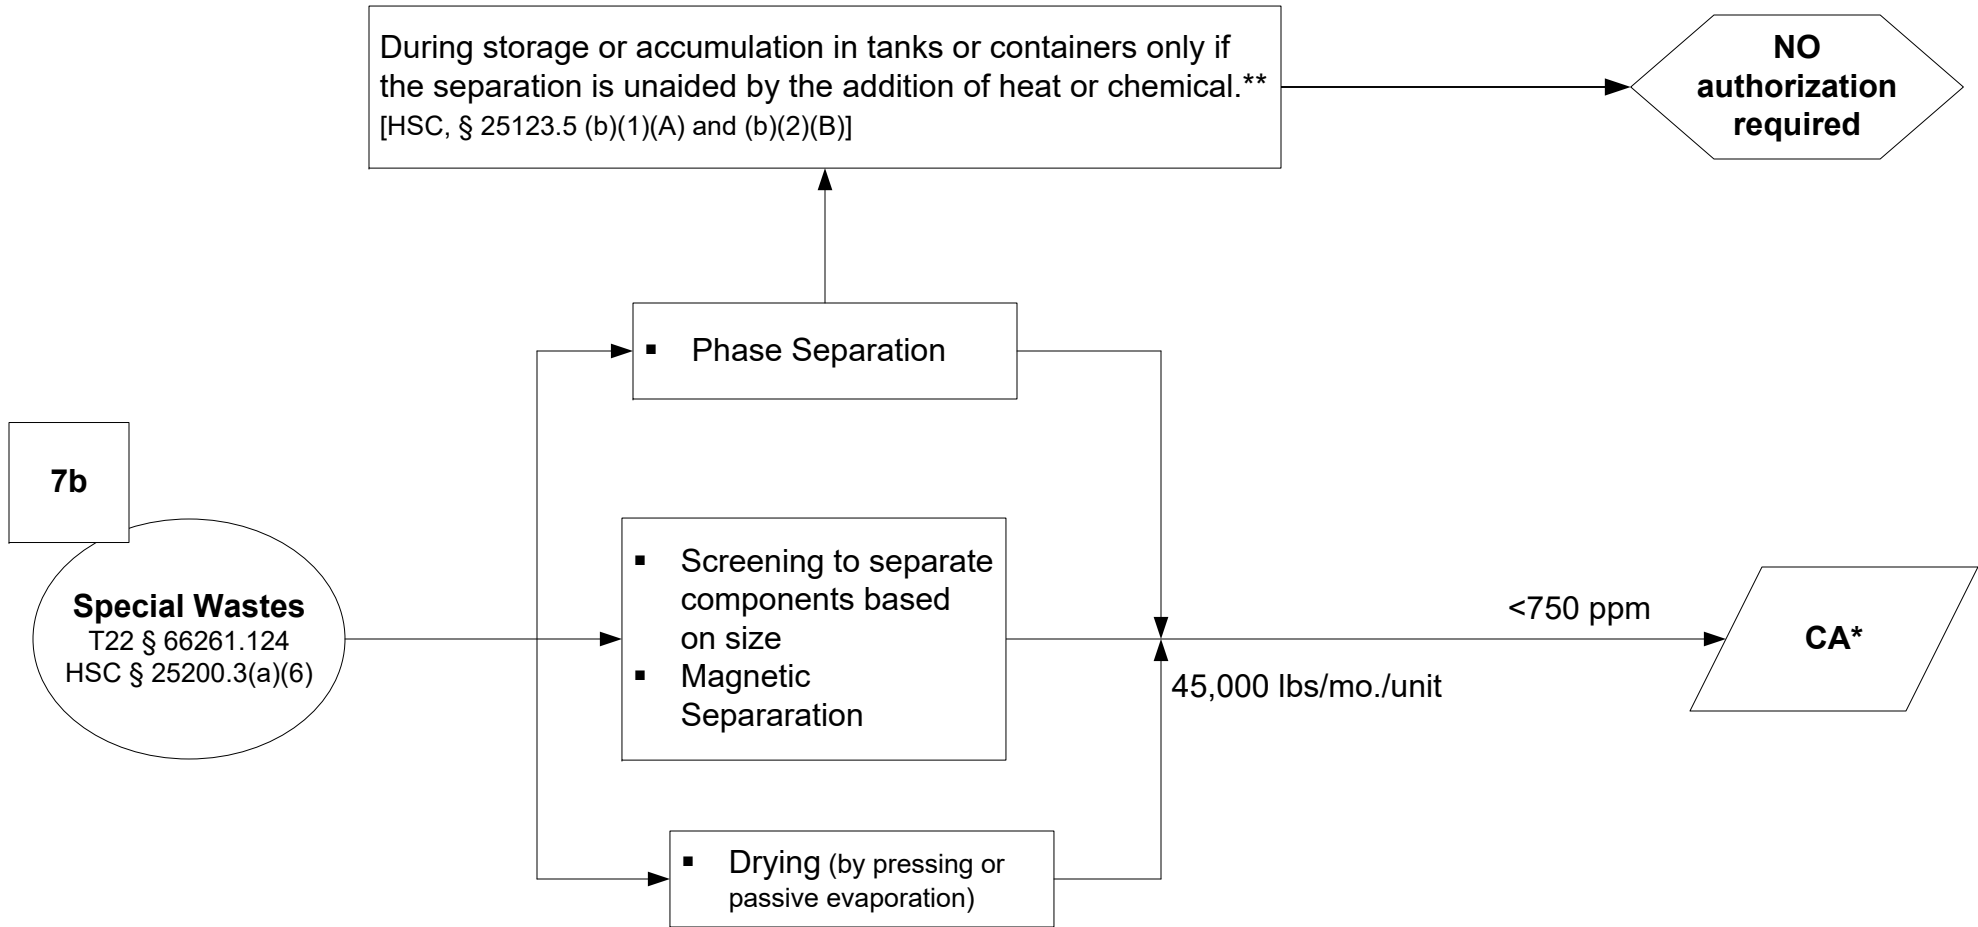 During storage or accumulation in tanks or containers only if
the separation is unaided by the addition of heat or chemical.**
[HSC, § 25123.5 (b)(1)(A) and (b)(2)(B)]
NO
authorization
required
▪ Phase Separation
7b
Special Wastes
T22 § 66261.124
HSC § 25200.3(a)(6)
▪ Screening to separate
components based
on size
▪ Magnetic
Separaration
<750 ppm
45,000 lbs/mo./unit
CA*
▪ Drying (by pressing or
passive evaporation)